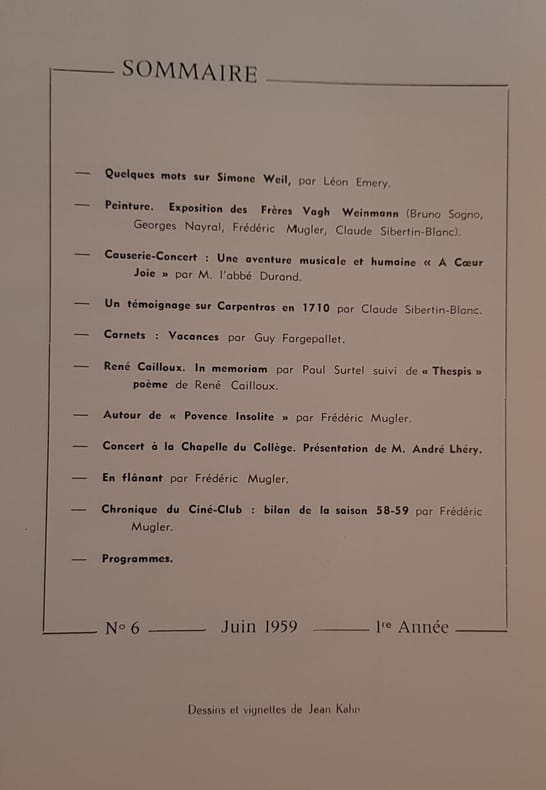 SOMMAIRE
— Quelques mots sur Simone Weil, par Léon Emery.
— Peinture. Exposition des Frères Vagh Weinmann (Bruno Sogno,
Georges Nayral, Frédéric Mugler, Claude Sibertin-Blanc).
— Causerie-Concert : Une aventure musicale et humaine « A Cœur
Joie » par M. l'abbé Durand.
— Un témoignage sur Carpentras en 1710 par Claude Sibertin-Blanc.
— Carnets : Vacances par Guy Fargepallet.
— René Cailloux. In memoriam par Paul Surtel suivi de « Thespis »
poème de René Cailloux.
— Autour de « Povence Insolite » par Frédéric Mugler.
— Concert à la Chapelle du Collège. Présentation de M. André Lhéry.
— En flânant par Frédéric Mugler.
— Chronique du Ciné-Club : bilan de la saison 58-59 par Frédéric
Mugler.
— Programmes.
N° 6 — Juin 1959 — 1re Année
Dessins et vignettes de Jean Kahn